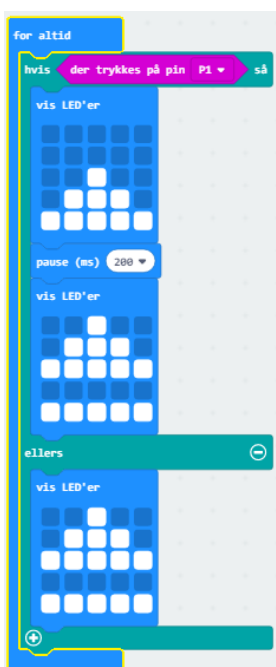 for altid
hvis der trykkes på pin P1 så
vis LED'er
pause (ms) 200
vis LED'er
ellers
vis LED'er